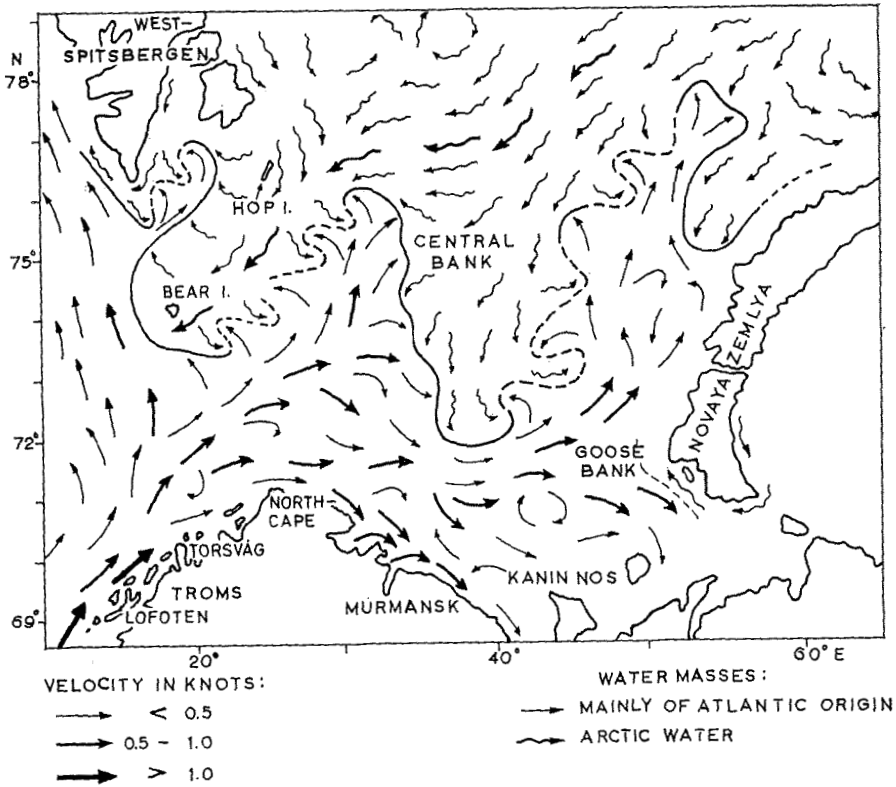 WEST-
SPITSBERGEN
N
78°
HOP I.
CENTRAL
BANK
75°
BEAR I.
NOVAYA ZEMLYA
72°
GOOSE
BANK
NORTH-
CAPE
TORSVÅG
TROMS
KANIN NOS
MURMANSK
LOFOTEN
69°
20°
40°
60°E
VELOCITY IN KNOTS:
< 0.5
0.5 - 1.0
> 1.0
WATER MASSES:
MAINLY OF ATLANTIC ORIGIN
ARCTIC WATER